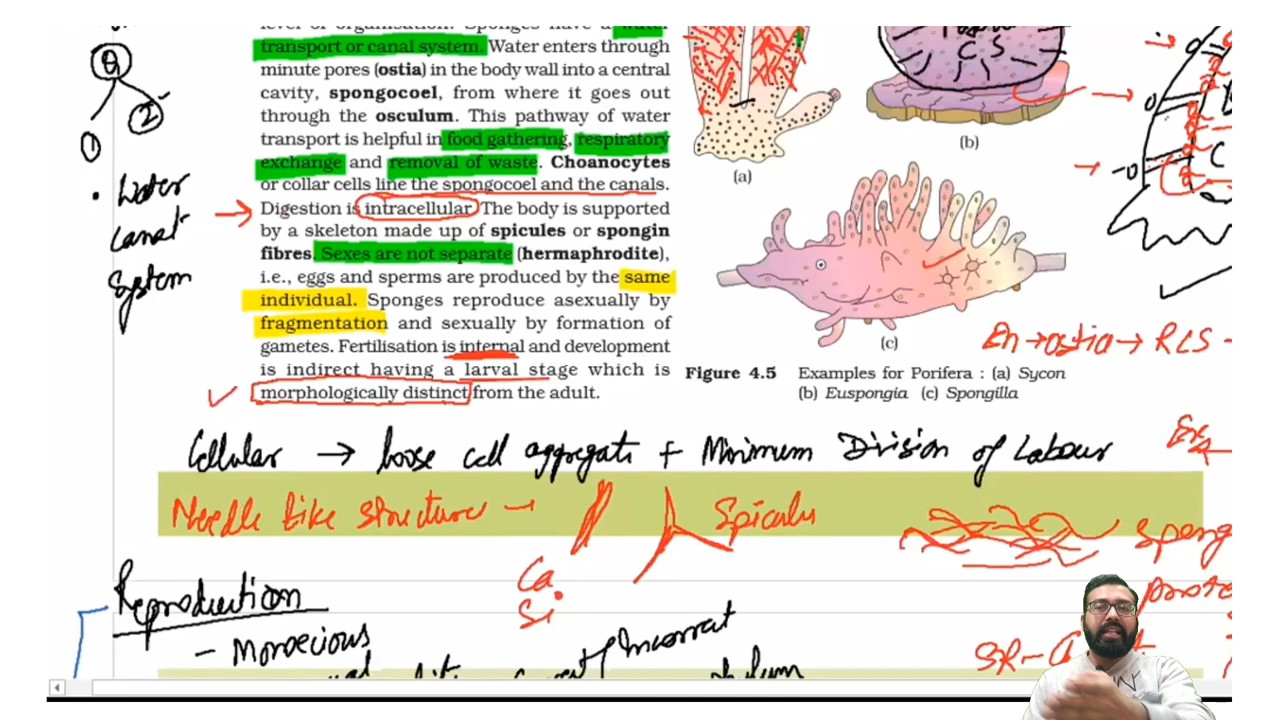 transport or canal system. Water enters through
minute pores (ostia) in the body wall into a central
cavity, spongocoel, from where it goes out
through the osculum. This pathway of water
transport is helpful in food gathering, respiratory
exchange and removal of waste. Choanocytes
or collar cells line the spongocoel and the canals.
Digestion is intracellular. The body is supported
by a skeleton made up of spicules or spongin
fibres. Sexes are not separate (hermaphrodite),
i.e., eggs and sperms are produced by the same
individual. Sponges reproduce asexually by
fragmentation and sexually by formation of
gametes. Fertilisation is internal and development
is indirect having a larval stage which is
morphologically distinct from the adult.
1
2
• Water
canal
System
(a)
(b)
(c)
C S
C
Figure 4.5 Examples for Porifera : (a) Sycon
(b) Euspongia (c) Spongilla
En → ostia → RLS -
Cellular → loose cell aggregate + Minimum Division of Labour
Needle like structure -
Ca
Si
Reproduction
- Monoecious
Incorrect